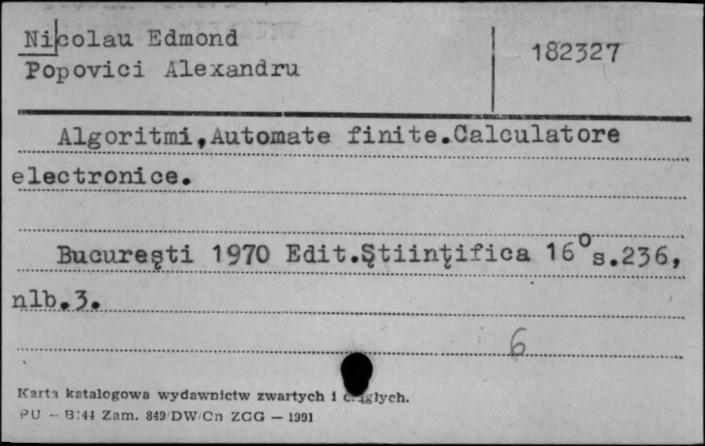 Nicolau Edmond
182327
Popovici Alexandru
Algoritmi,Automate finite.Calculatore
electronice.
Bucureşti 1970 Edit.Ştiinţifica 16° s.236,
nlb.3.
6
Karta katalogowa wydawnictw zwartych i ciągłych.
PU – B:44 Zam. 849/DW/Cn ZGG — 1991